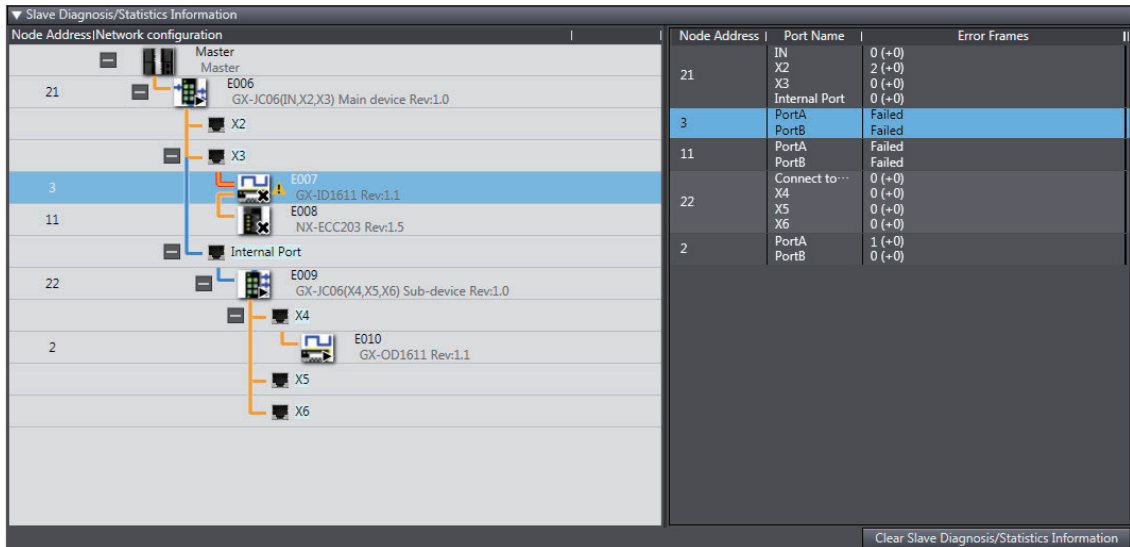 ▼ Slave Diagnosis/Statistics Information
Node Address|Network configuration
Master
Master
21
E006
GX-JC06(IN,X2,X3) Main device Rev:1.0
X2
X3
3
E007
GX-ID1611 Rev:1.1
11
E008
NX-ECC203 Rev:1.5
Internal Port
22
E009
GX-JC06(X4,X5,X6) Sub-device Rev:1.0
X4
2
E010
GX-OD1611 Rev:1.1
X5
X6
Node Address | Port Name | Error Frames
21
IN 0 (+0)
X2 2 (+0)
X3 0 (+0)
Internal Port 0 (+0)
3
PortA Failed
PortB Failed
11
PortA Failed
PortB Failed
22
Connect to··· 0 (+0)
X4 0 (+0)
X5 0 (+0)
X6 0 (+0)
2
PortA 1 (+0)
PortB 0 (+0)
Clear Slave Diagnosis/Statistics Information